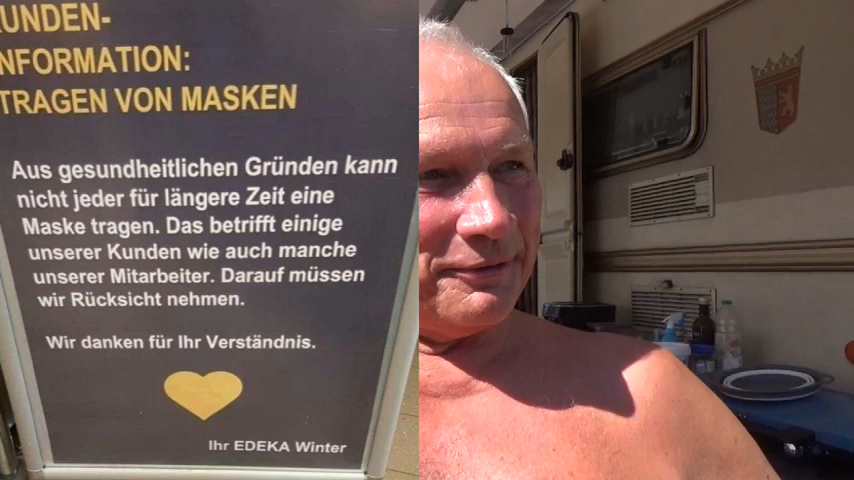 KUNDEN-
INFORMATION:
TRAGEN VON MASKEN
Aus gesundheitlichen Gründen kann
nicht jeder für längere Zeit eine
Maske tragen. Das betrifft einige
unserer Kunden wie auch manche
unserer Mitarbeiter. Darauf müssen
wir Rücksicht nehmen.
Wir danken für Ihr Verständnis.
Ihr EDEKA Winter